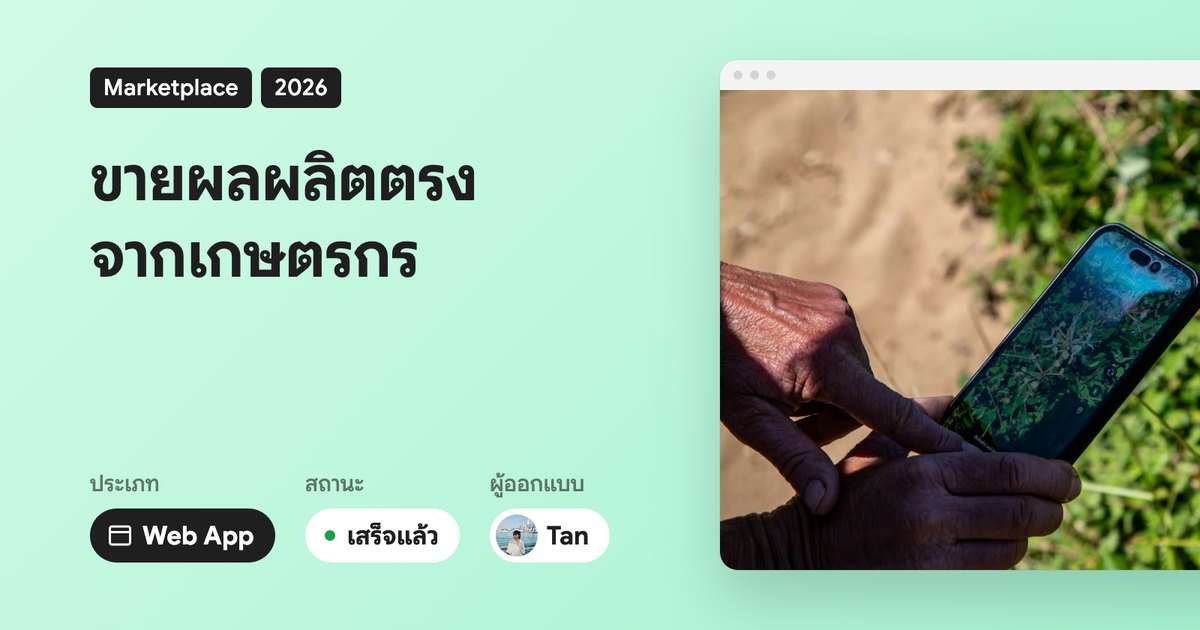 Marketplace 2026
ขายผลผลิตตรง
จากเกษตรกร
ประเภท สถานะ ผู้ออกแบบ
Web App เสร็จแล้ว Tan